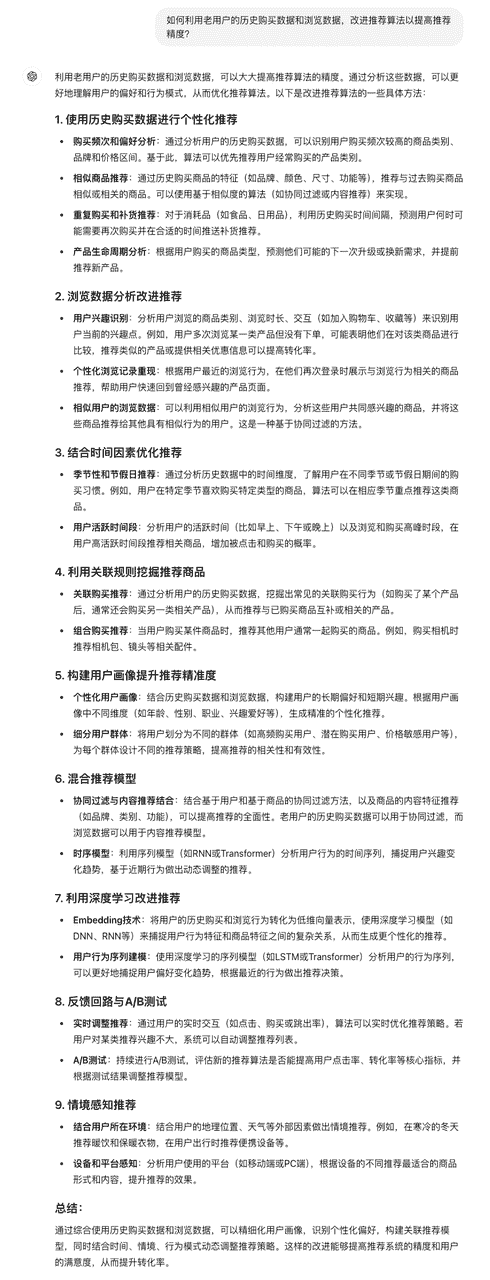 如何利用老用户的历史购买数据和浏览数据，改进推荐算法以提高推荐
精度？
利用老用户的历史购买数据和浏览数据，可以大大提高推荐算法的精度。通过分析这些数据，可以更
好地理解用户的偏好和行为模式，从而优化推荐算法。以下是改进推荐算法的一些具体方法：
1. 使用历史购买数据进行个性化推荐
• 购买频次和偏好分析：通过分析用户的历史购买数据，可以识别用户购买频次较高的商品类别、
品牌和价格区间。基于此，算法可以优先推荐用户经常购买的产品类别。
• 相似商品推荐：通过历史购买商品的特征（如品牌、颜色、尺寸、功能等），推荐与过去购买商品
相似或相关的商品。可以使用基于相似度的算法（如协同过滤或内容推荐）来实现。
• 重复购买和补货推荐：对于消耗品（如食品、日用品），利用历史购买时间间隔，预测用户何时可
能需要再次购买并在合适的时间推送补货推荐。
• 产品生命周期分析：根据用户购买的商品类型，预测他们可能的下一次升级或换新需求，并提前
推荐新产品。
2. 浏览数据分析改进推荐
• 用户兴趣识别：分析用户浏览的商品类别、浏览时长、交互（如加入购物车、收藏等）来识别用
户当前的兴趣点。例如，用户多次浏览某一类产品但没有下单，可能表明他们在对该类商品进行
比较，推荐类似的产品或提供相关优惠信息可以提高转化率。
• 个性化浏览记录重现：根据用户最近的浏览行为，在他们再次登录时展示与浏览行为相关的商品
推荐，帮助用户快速回到曾经感兴趣的产品页面。
• 相似用户的浏览数据：可以利用相似用户的浏览行为，分析这些用户共同感兴趣的商品，并将这
些商品推荐给其他具有相似行为的用户。这是一种基于协同过滤的方法。
3. 结合时间因素优化推荐
• 季节性和节假日推荐：通过分析历史数据中的时间维度，了解用户在不同季节或节假日期间的购
买习惯。例如，用户在特定季节喜欢购买特定类型的商品，算法可以在相应季节重点推荐这类商
品。
• 用户活跃时间段：分析用户的活跃时间（比如早上、下午或晚上）以及浏览和购买高峰时段，在
用户高活跃时间段推荐相关商品，增加被点击和购买的概率。
4. 利用关联规则挖掘推荐商品
• 关联购买推荐：通过分析用户的历史购买数据，挖掘出常见的关联购买行为（如购买了某个产品
后，通常还会购买另一类相关产品），从而推荐与已购买商品互补或相关的产品。
• 组合购买推荐：当用户购买某件商品时，推荐其他用户通常一起购买的商品。例如，购买相机时
推荐相机包、镜头等相关配件。
5. 构建用户画像提升推荐精准度
• 个性化用户画像：结合历史购买数据和浏览数据，构建用户的长期偏好和短期兴趣。根据用户画
像中不同维度（如年龄、性别、职业、兴趣爱好等），生成精准的个性化推荐。
• 细分用户群体：将用户划分为不同的群体（如高频购买用户、潜在购买用户、价格敏感用户等），
为每个群体设计不同的推荐策略，提高推荐的相关性和有效性。
6. 混合推荐模型
• 协同过滤与内容推荐结合：结合基于用户和基于商品的协同过滤方法，以及商品的内容特征推荐
（如品牌、类别、功能），可以提高推荐的全面性。老用户的历史购买数据可以用于协同过滤，而
浏览数据可以用于内容推荐模型。
• 时序模型：利用序列模型（如RNN或Transformer）分析用户行为的时间序列，捕捉用户兴趣变
化趋势，基于近期行为做出动态调整的推荐。
7. 利用深度学习改进推荐
• Embedding技术：将用户的历史购买和浏览行为转化为低维向量表示，使用深度学习模型（如
DNN、RNN等）来捕捉用户行为特征和商品特征之间的复杂关系，从而生成更个性化的推荐。
• 用户行为序列建模：使用深度学习的序列模型（如LSTM或Transformer）分析用户的行为序列，
可以更好地捕捉用户偏好变化趋势，根据最近的行为做出推荐决策。
8. 反馈回路与A/B测试
• 实时调整推荐：通过用户的实时交互（如点击、购买或跳出率），算法可以实时优化推荐策略。若
用户对某类推荐兴趣不大，系统可以自动调整推荐列表。
• A/B测试：持续进行A/B测试，评估新的推荐算法是否能提高用户点击率、转化率等核心指标，并
根据测试结果调整推荐模型。
9. 情境感知推荐
• 结合用户所在环境：结合用户的地理位置、天气等外部因素做出情境推荐。例如，在寒冷的冬天
推荐暖饮和保暖衣物，在用户出行时推荐便携设备等。
• 设备和平台感知：分析用户使用的平台（如移动端或PC端），根据设备的不同推荐最适合的商品
形式和内容，提升推荐的效果。
总结：
通过综合使用历史购买数据和浏览数据，可以精细化用户画像，识别个性化偏好，构建关联推荐模
型，同时结合时间、情境、行为模式动态调整推荐策略。这样的改进能够提高推荐系统的精度和用户
的满意度，从而提升转化率。